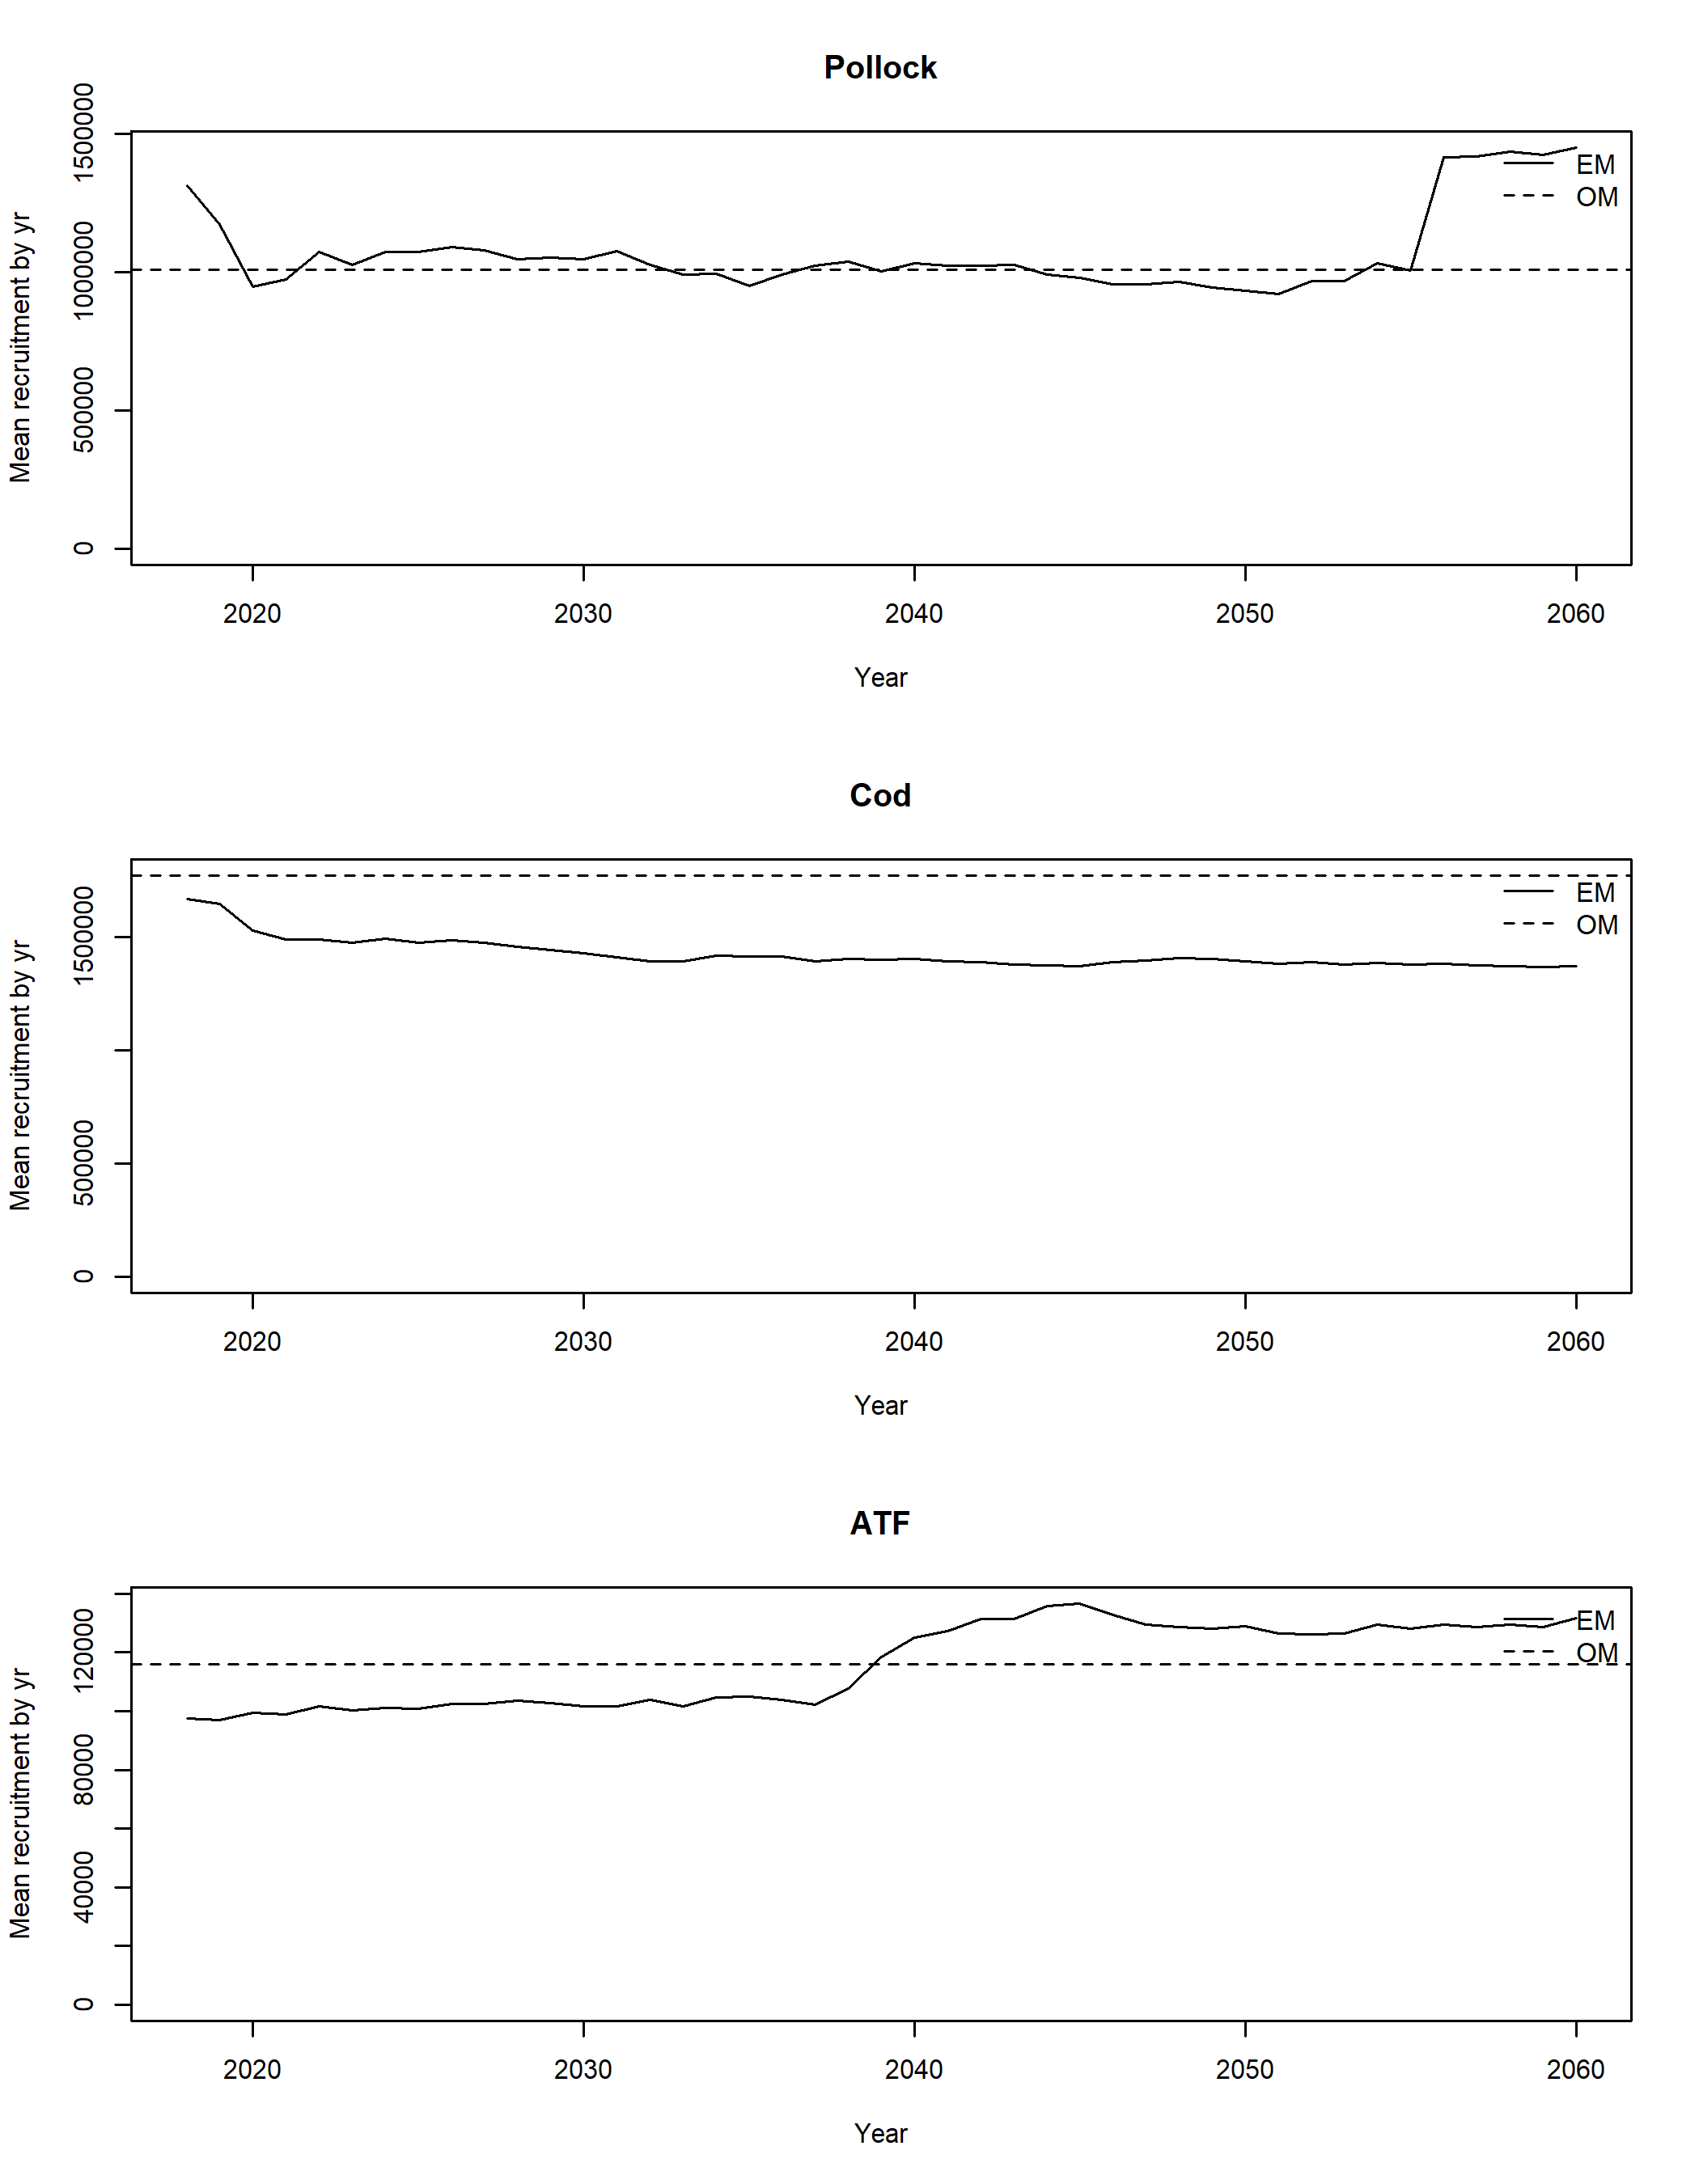 Pollock
Mean recruitment by yr
1500000
1000000
500000
0
EM
OM
2020 2030 2040 2050 2060
Year
Cod
Mean recruitment by yr
1500000
500000
0
EM
OM
2020 2030 2040 2050 2060
Year
ATF
Mean recruitment by yr
120000
80000
40000
0
EM
OM
2020 2030 2040 2050 2060
Year